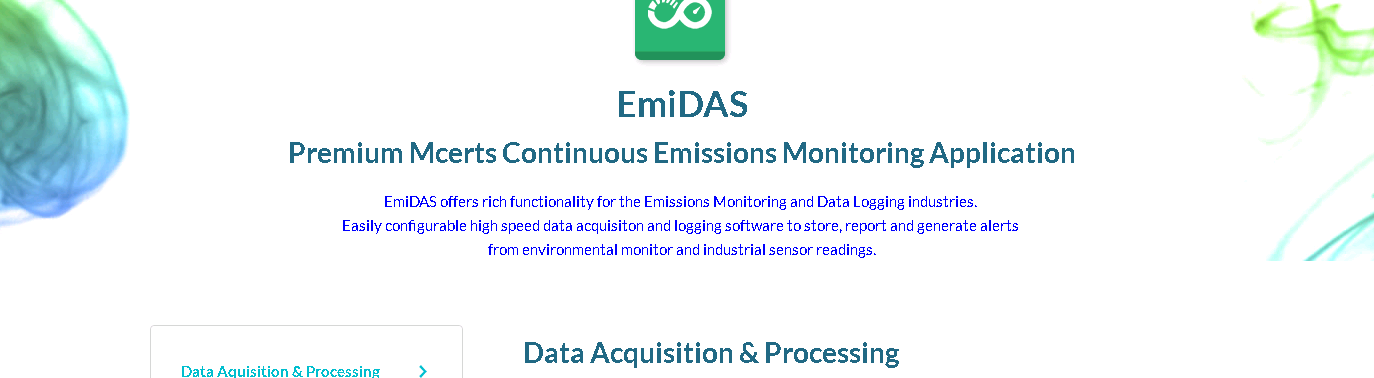 EmiDAS
Premium Mcerts Continuous Emissions Monitoring Application
EmiDAS offers rich functionality for the Emissions Monitoring and Data Logging industries.
Easily configurable high speed data acquisiton and logging software to store, report and generate alerts
from environmental monitor and industrial sensor readings.
Data Aquisition & Processing
Data Acquisition & Processing